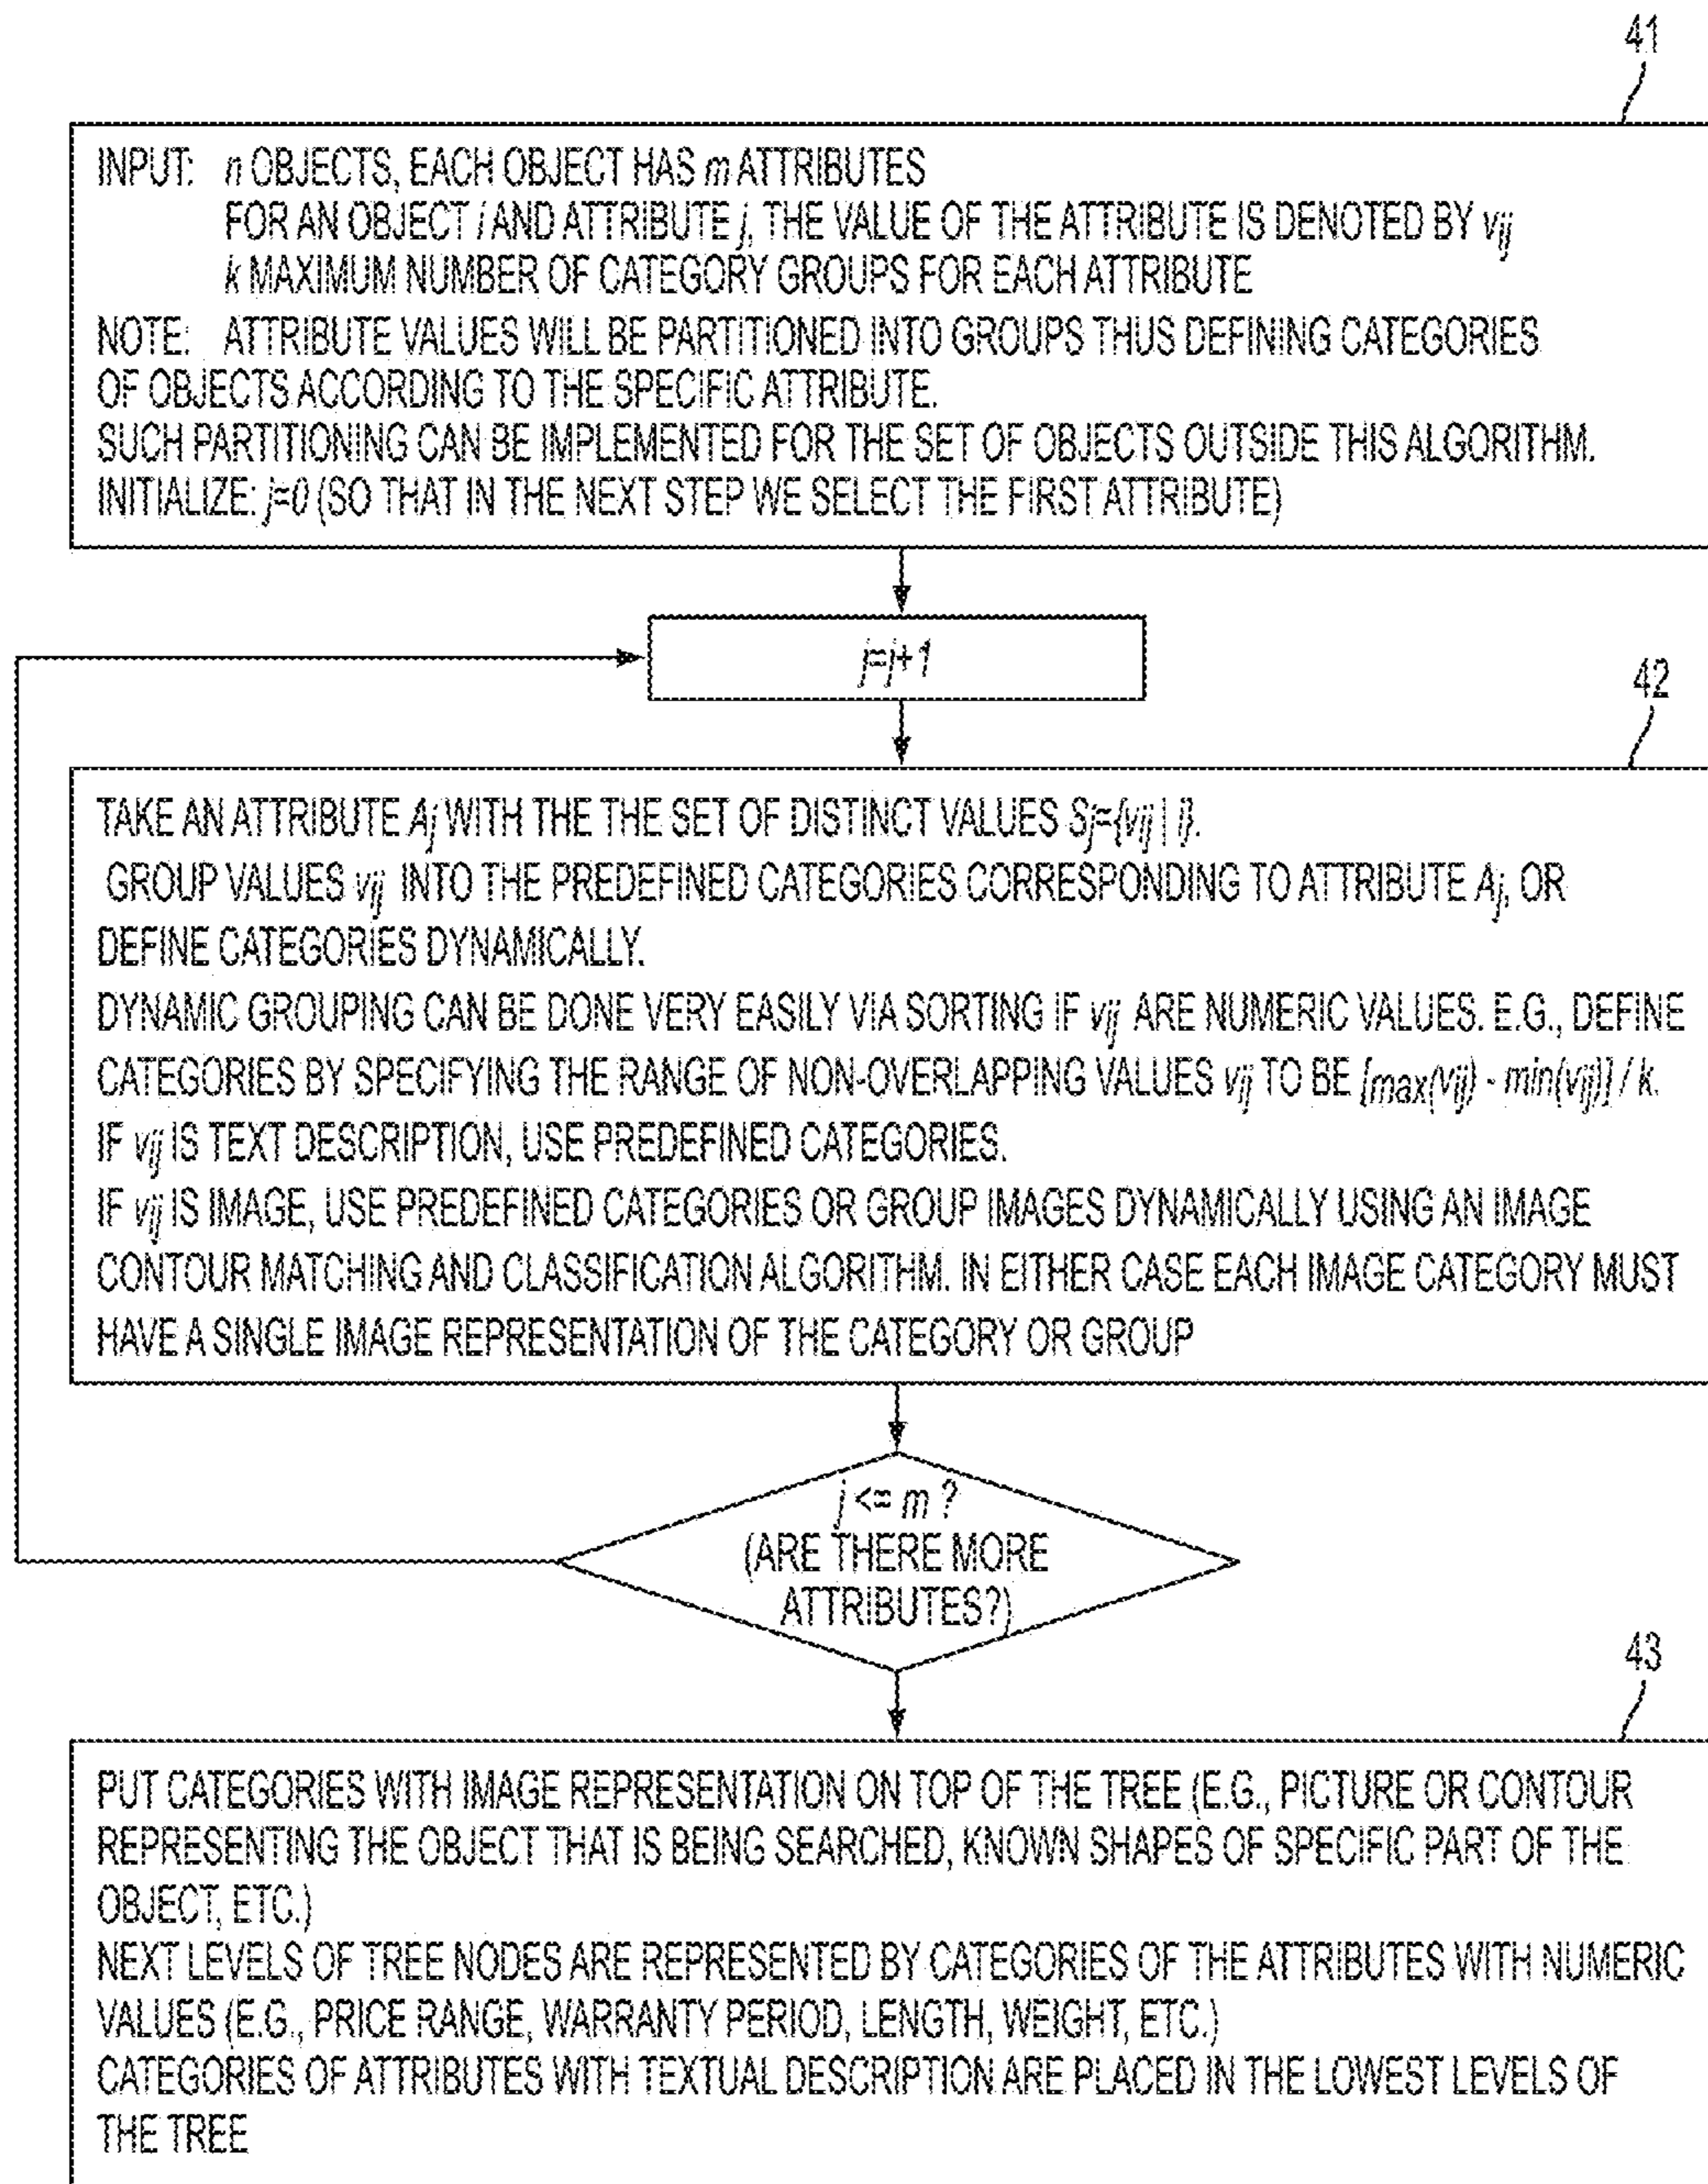 41
INPUT: n OBJECTS, EACH OBJECT HAS m ATTRIBUTES
FOR AN OBJECT i AND ATTRIBUTE j, THE VALUE OF THE ATTRIBUTE IS DENOTED BY vij
k MAXIMUM NUMBER OF CATEGORY GROUPS FOR EACH ATTRIBUTE
NOTE: ATTRIBUTE VALUES WILL BE PARTITIONED INTO GROUPS THUS DEFINING CATEGORIES
OF OBJECTS ACCORDING TO THE SPECIFIC ATTRIBUTE.
SUCH PARTITIONING CAN BE IMPLEMENTED FOR THE SET OF OBJECTS OUTSIDE THIS ALGORITHM.
INITIALIZE: j=0 (SO THAT IN THE NEXT STEP WE SELECT THE FIRST ATTRIBUTE)
j=j+1
42
TAKE AN ATTRIBUTE Aj WITH THE THE SET OF DISTINCT VALUES Sj={vij | i}.
GROUP VALUES vij INTO THE PREDEFINED CATEGORIES CORRESPONDING TO ATTRIBUTE Aj, OR
DEFINE CATEGORIES DYNAMICALLY.
DYNAMIC GROUPING CAN BE DONE VERY EASILY VIA SORTING IF vij ARE NUMERIC VALUES. E.G., DEFINE
CATEGORIES BY SPECIFYING THE RANGE OF NON-OVERLAPPING VALUES vij TO BE [max(vij) - min(vij)] / k.
IF vij IS TEXT DESCRIPTION, USE PREDEFINED CATEGORIES.
IF vij IS IMAGE, USE PREDEFINED CATEGORIES OR GROUP IMAGES DYNAMICALLY USING AN IMAGE
CONTOUR MATCHING AND CLASSIFICATION ALGORITHM. IN EITHER CASE EACH IMAGE CATEGORY MUST
HAVE A SINGLE IMAGE REPRESENTATION OF THE CATEGORY OR GROUP
j <= m ?
(ARE THERE MORE
ATTRIBUTES?)
43
PUT CATEGORIES WITH IMAGE REPRESENTATION ON TOP OF THE TREE (E.G., PICTURE OR CONTOUR
REPRESENTING THE OBJECT THAT IS BEING SEARCHED, KNOWN SHAPES OF SPECIFIC PART OF THE
OBJECT, ETC.)
NEXT LEVELS OF TREE NODES ARE REPRESENTED BY CATEGORIES OF THE ATTRIBUTES WITH NUMERIC
VALUES (E.G., PRICE RANGE, WARRANTY PERIOD, LENGTH, WEIGHT, ETC.)
CATEGORIES OF ATTRIBUTES WITH TEXTUAL DESCRIPTION ARE PLACED IN THE LOWEST LEVELS OF
THE TREE